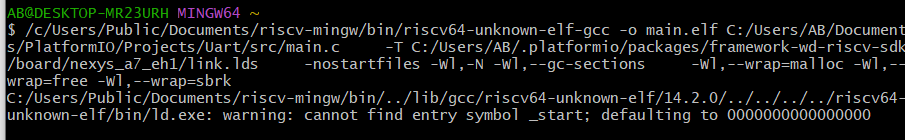 AB@DESKTOP-MR23URH MINGW64 ~
$ /c/Users/Public/Documents/riscv-mingw/bin/riscv64-unknown-elf-gcc -o main.elf C:/Users/AB/Document
s/PlatformIO/Projects/Uart/src/main.c     -T C:/Users/AB/.platformio/packages/framework-wd-riscv-sdk
/board/nexys_a7_eh1/link.lds     -nostartfiles -Wl,-N -Wl,--gc-sections     -Wl,--wrap=malloc -Wl,--
wrap=free -Wl,--wrap=sbrk
C:/Users/Public/Documents/riscv-mingw/bin/../lib/gcc/riscv64-unknown-elf/14.2.0/../../../../riscv64-
unknown-elf/bin/ld.exe: warning: cannot find entry symbol _start; defaulting to 0000000000000000